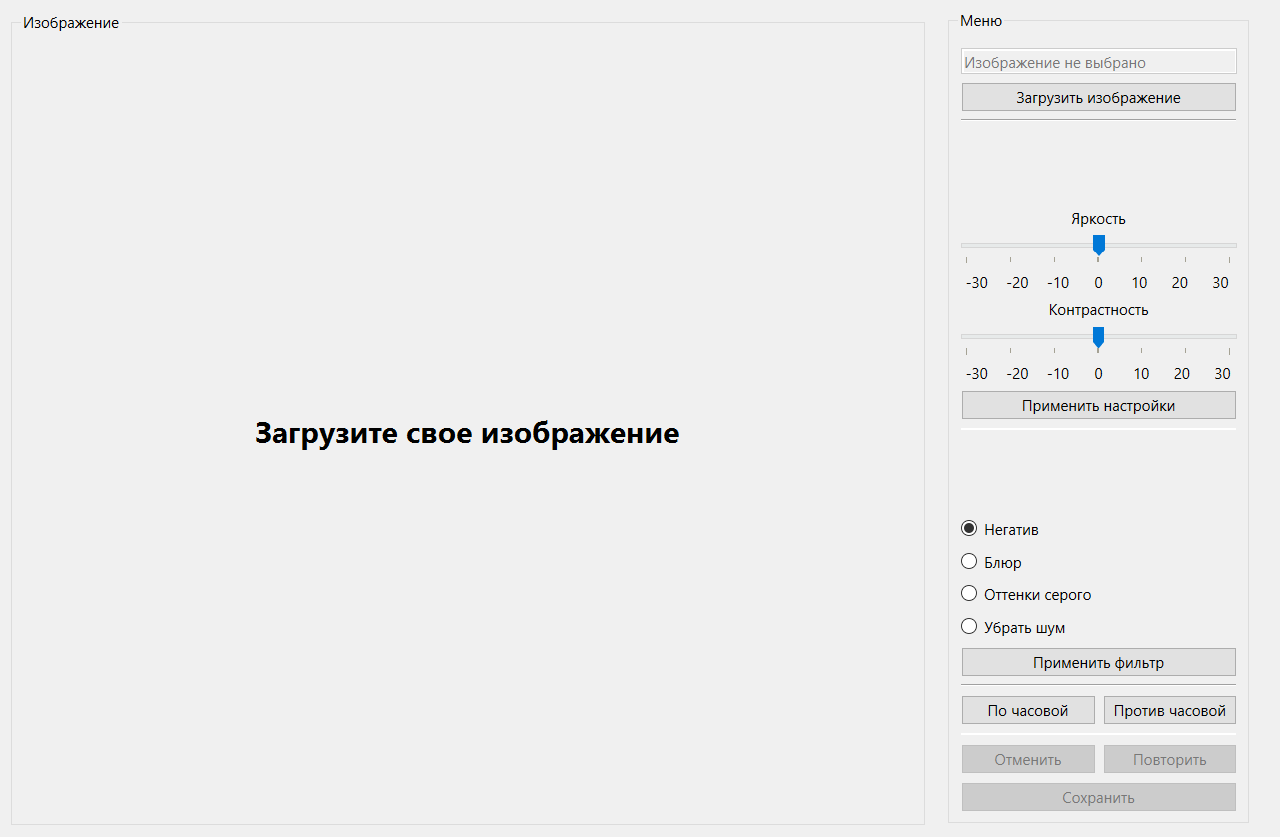 Изображение
Загрузите свое изображение
Меню
Изображение не выбрано
Загрузить изображение
Яркость
-30 -20 -10 0 10 20 30
Контрастность
-30 -20 -10 0 10 20 30
Применить настройки
Негатив
Блюр
Оттенки серого
Убрать шум
Применить фильтр
По часовой Против часовой
Отменить Повторить
Сохранить